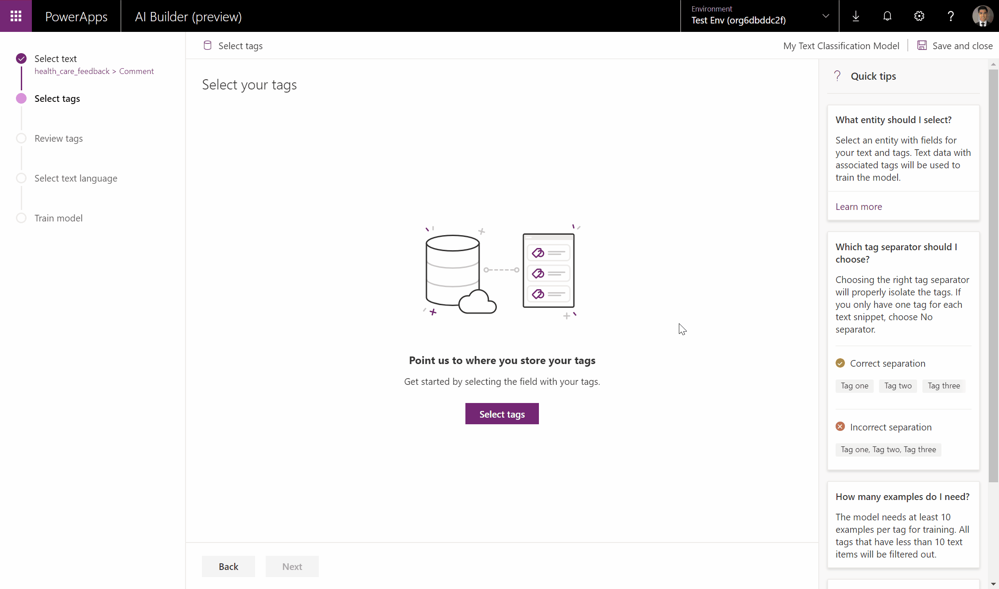 PowerApps
AI Builder (preview)
Environment
Test Env (org6dbddc2f)
?
Select text
health_care_feedback > Comment
Select tags
Review tags
Select text language
Train model
Select tags
My Text Classification Model
Save and close
Select your tags
Point us to where you store your tags
Get started by selecting the field with your tags.
Select tags
Back
Next
? Quick tips
What entity should I select?
Select an entity with fields for
your text and tags. Text data with
associated tags will be used to
train the model.
Learn more
Which tag separator should I
choose?
Choosing the right tag separator
will properly isolate the tags. If
you only have one tag for each
text snippet, choose No
separator.
Correct separation
Tag one
Tag two
Tag three
Incorrect separation
Tag one, Tag two, Tag three
How many examples do I need?
The model needs at least 10
examples per tag for training. All
tags that have less than 10 text
items will be filtered out.